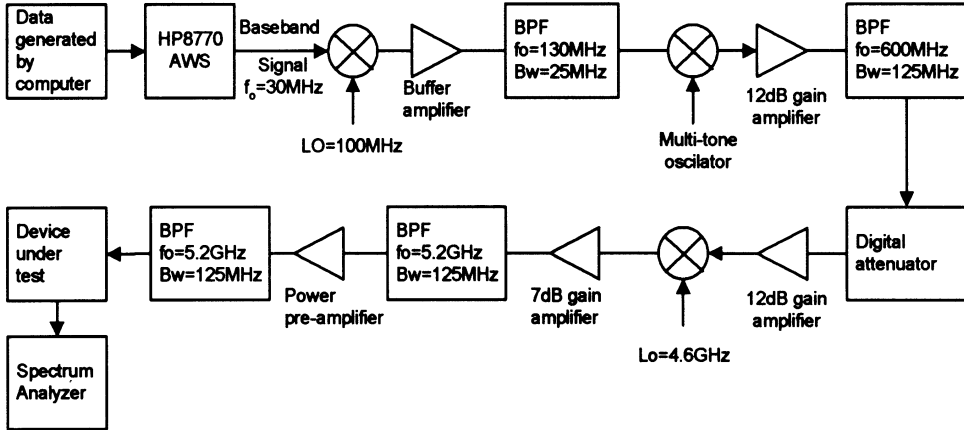 Data
generated
by
computer
HP8770
AWS
Baseband
Signal
fo=30MHz
LO=100MHz
Buffer
amplifier
BPF
fo=130MHz
Bw=25MHz
Multi-tone
oscilator
12dB gain
amplifier
BPF
fo=600MHz
Bw=125MHz
Device
under
test
BPF
fo=5.2GHz
Bw=125MHz
Power
pre-amplifier
BPF
fo=5.2GHz
Bw=125MHz
7dB gain
amplifier
Lo=4.6GHz
12dB gain
amplifier
Digital
attenuator
Spectrum
Analyzer